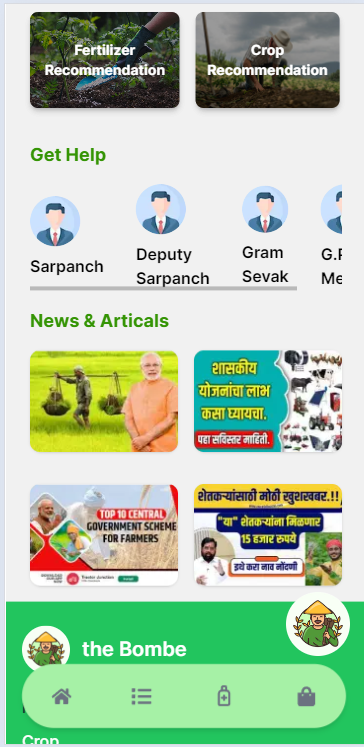 Fertilizer
Recommendation
Crop
Recommendation
Get Help
Sarpanch
Deputy
Sarpanch
Gram
Sevak
G.P
Me
News & Articals
शासकीय
योजनांचा लाभ
कसा घ्यायचा.
पहा सविस्तर माहिती.
TOP 10 CENTRAL
GOVERNMENT SCHEME
FOR FARMERS
Tractor Junction
शेतकऱ्यांसाठी मोठी खुशखबर.!!
"या" शेतकऱ्यांना मिळणार
15 हजार रुपये
इथे करा नाव नोंदणी
the Bombe
Crop